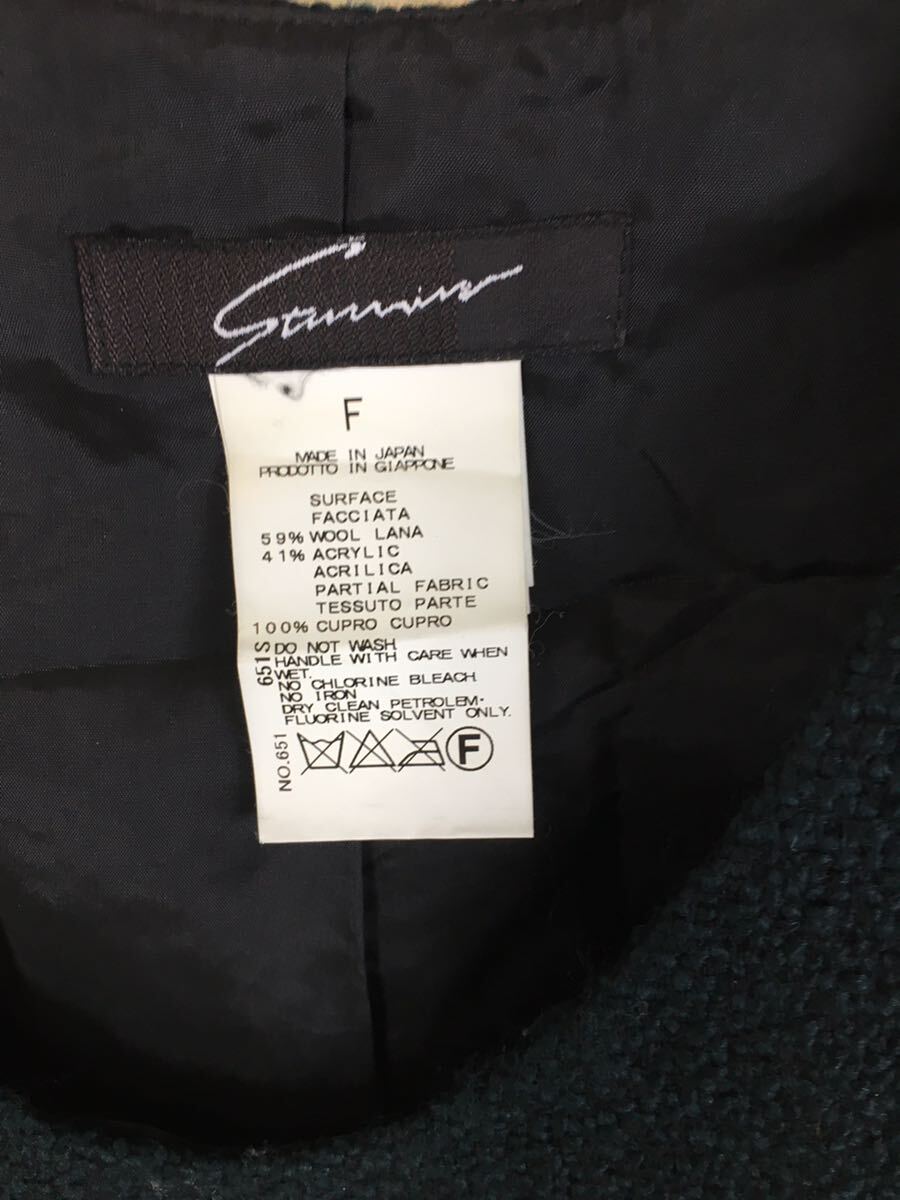 F
MADE IN JAPAN
PRODOTTO IN GIAPPONE
SURFACE
FACCIATA
59% WOOL LANA
41% ACRYLIC
ACRILICA
PARTIAL FABRIC
TESSUTO PARTE
100% CUPRO CUPRO
DO NOT WASH
HANDLE WITH CARE WHEN
WET.
NO CHLORINE BLEACH
NO IRON
DRY CLEAN PETROLEM·
FLUORINE SOLVENT ONLY.
651S
NO.651
F